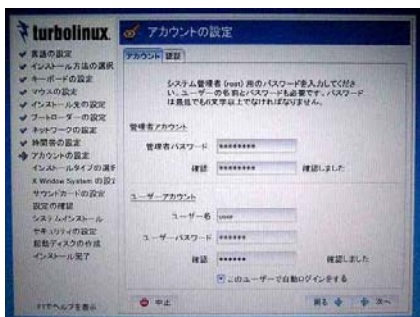 turbolinux
言語の設定
インストール方法の選択
キーボードの設定
マウスの設定
インストール先の設定
ブートローダーの設定
ネットワークの設定
時間帯の設定
アカウントの設定
インストールタイプの選択
X Window System の設定
サウンドカードの設定
設定の確認
システムインストール
セキュリティの設定
起動ディスクの作成
インストール完了
F1でヘルプを表示
アカウントの設定
アカウント 認証
システム管理者 (root) 用のパスワードを入力してくださ
い。ユーザーの名前とパスワードも必要です。パスワード
は最低でも6文字以上でなければなりません。
管理者アカウント
管理者パスワード ********
確認 ******** 確認しました
ユーザーアカウント
ユーザー名 user
ユーザーパスワード ******
確認 ****** 確認しました
このユーザーで自動ログインをする
中止 戻る 次へ